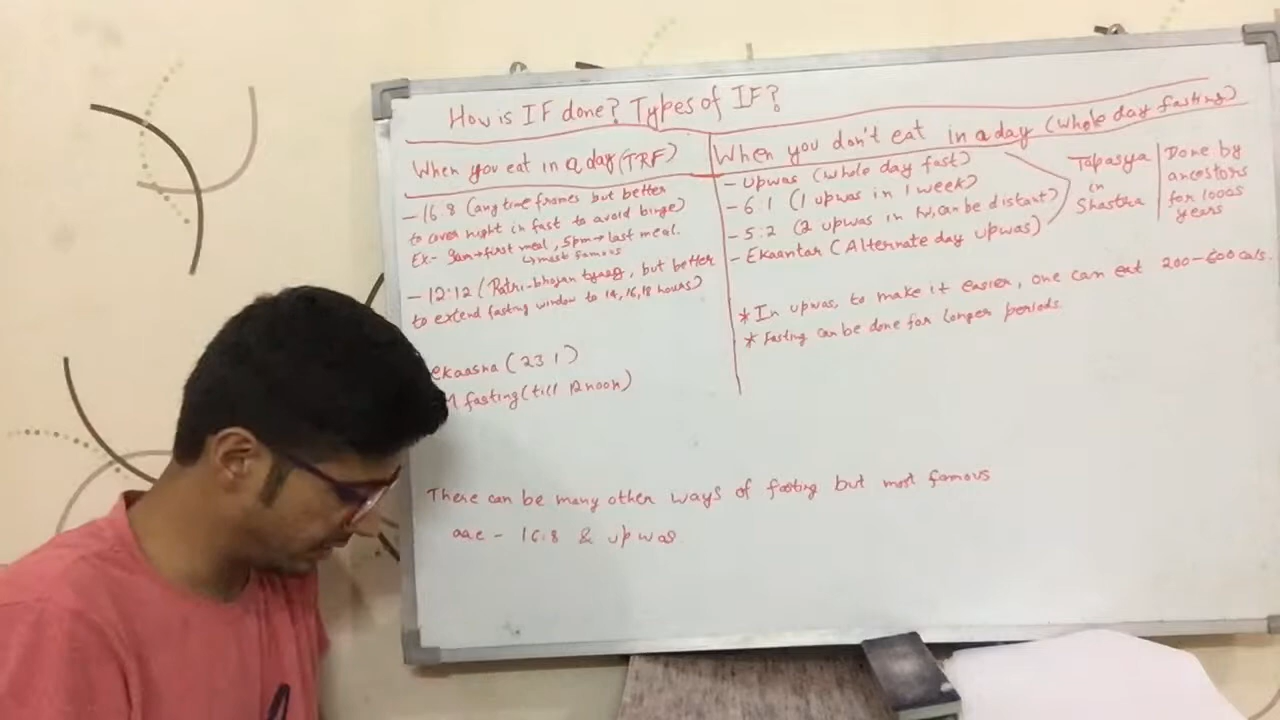 How is IF done? Types of IF?
When you eat in a day (TRF)
- 16:8 (any time frames but better
to cover night in fast to avoid binge)
Ex- 9am → first meal, 5pm → last meal.
↳ most famous
- 12:12 (Ratri-bhojan tyaag, but better
to extend fasting window to 14, 16, 18 hours)
ekaasna (23:1)
M fasting (till 12 noon)
When you don't eat in a day (whole day fasting)
- Upwas (whole day fast)
- 6:1 (1 upwas in 1 week)
- 5:2 (2 upwas in 1w, can be distant)
- Ekaantar (Alternate day upwas)
Tapasya
in
Shastra
Done by
ancestors
for 1000s
years
* In upwas, to make it easier, one can eat 200-600 cals.
* Fasting can be done for longer periods.
There can be many other ways of fasting but most famous
are - 16:8 & upwas.